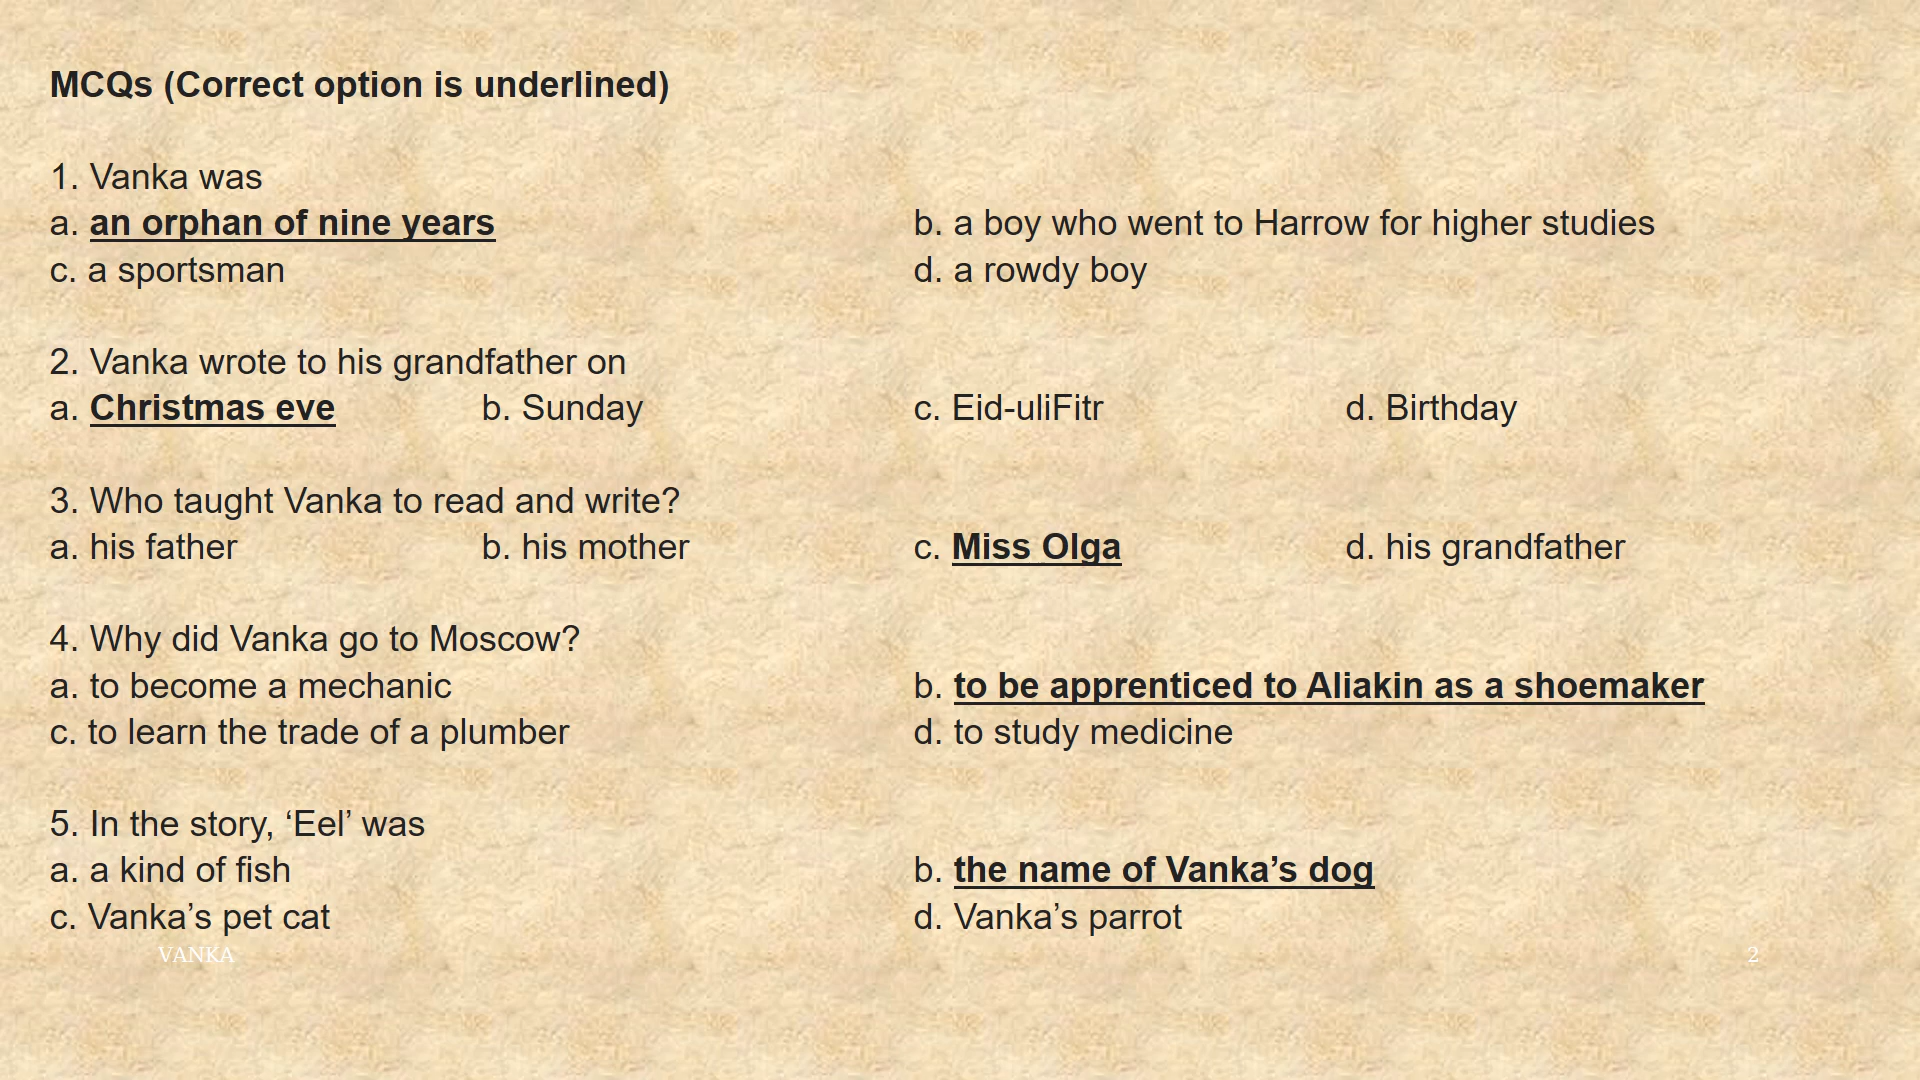 MCQs (Correct option is underlined)
1. Vanka was
a. an orphan of nine years b. a boy who went to Harrow for higher studies
c. a sportsman d. a rowdy boy
2. Vanka wrote to his grandfather on
a. Christmas eve b. Sunday c. Eid-uliFitr d. Birthday
3. Who taught Vanka to read and write?
a. his father b. his mother c. Miss Olga d. his grandfather
4. Why did Vanka go to Moscow?
a. to become a mechanic b. to be apprenticed to Aliakin as a shoemaker
c. to learn the trade of a plumber d. to study medicine
5. In the story, ‘Eel’ was
a. a kind of fish b. the name of Vanka’s dog
c. Vanka’s pet cat d. Vanka’s parrot
VANKA 2